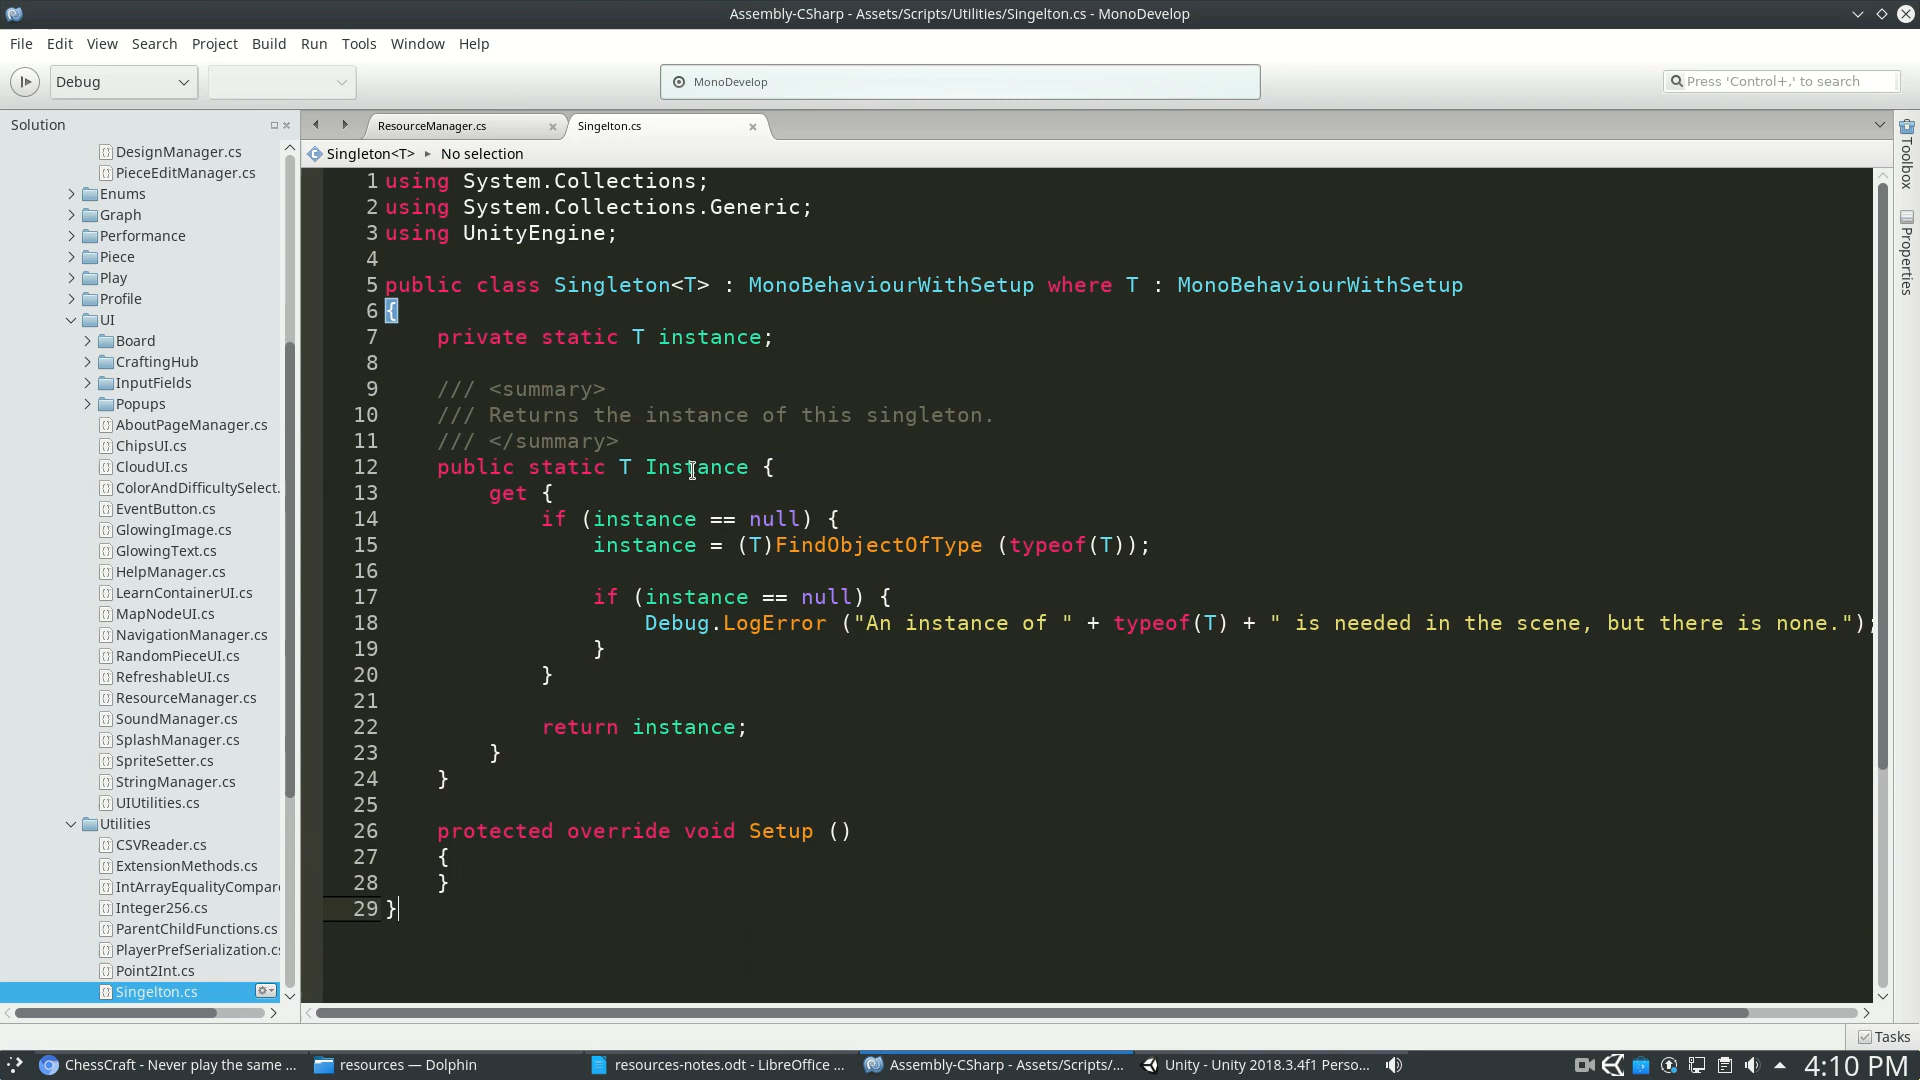 Assembly-CSharp - Assets/Scripts/Utilities/Singelton.cs - MonoDevelop
File Edit View Search Project Build Run Tools Window Help
Debug
MonoDevelop
Press 'Control+,' to search
Solution
DesignManager.cs
PieceEditManager.cs
Enums
Graph
Performance
Piece
Play
Profile
UI
Board
CraftingHub
InputFields
Popups
AboutPageManager.cs
ChipsUI.cs
CloudUI.cs
ColorAndDifficultySelect.
EventButton.cs
GlowingImage.cs
GlowingText.cs
HelpManager.cs
LearnContainerUI.cs
MapNodeUI.cs
NavigationManager.cs
RandomPieceUI.cs
RefreshableUI.cs
ResourceManager.cs
SoundManager.cs
SplashManager.cs
SpriteSetter.cs
StringManager.cs
UIUtilities.cs
Utilities
CSVReader.cs
ExtensionMethods.cs
IntArrayEqualityCompar
Integer256.cs
ParentChildFunctions.cs
PlayerPrefSerialization.c
Point2Int.cs
Singelton.cs
ResourceManager.cs Singelton.cs
Singleton<T> No selection
1 using System.Collections;
2 using System.Collections.Generic;
3 using UnityEngine;
4
5 public class Singleton<T> : MonoBehaviourWithSetup where T : MonoBehaviourWithSetup
6 {
7 private static T instance;
8
9 /// <summary>
10 /// Returns the instance of this singleton.
11 /// </summary>
12 public static T Instance {
13 get {
14 if (instance == null) {
15 instance = (T)FindObjectOfType (typeof(T));
16
17 if (instance == null) {
18 Debug.LogError ("An instance of " + typeof(T) + " is needed in the scene, but there is none.");
19 }
20 }
21
22 return instance;
23 }
24 }
25
26 protected override void Setup ()
27 {
28 }
29 }
Toolbox
Properties
Tasks
ChessCraft - Never play the same ... resources — Dolphin resources-notes.odt - LibreOffice ... Assembly-CSharp - Assets/Scripts/... Unity - Unity 2018.3.4f1 Perso... 4:10 PM